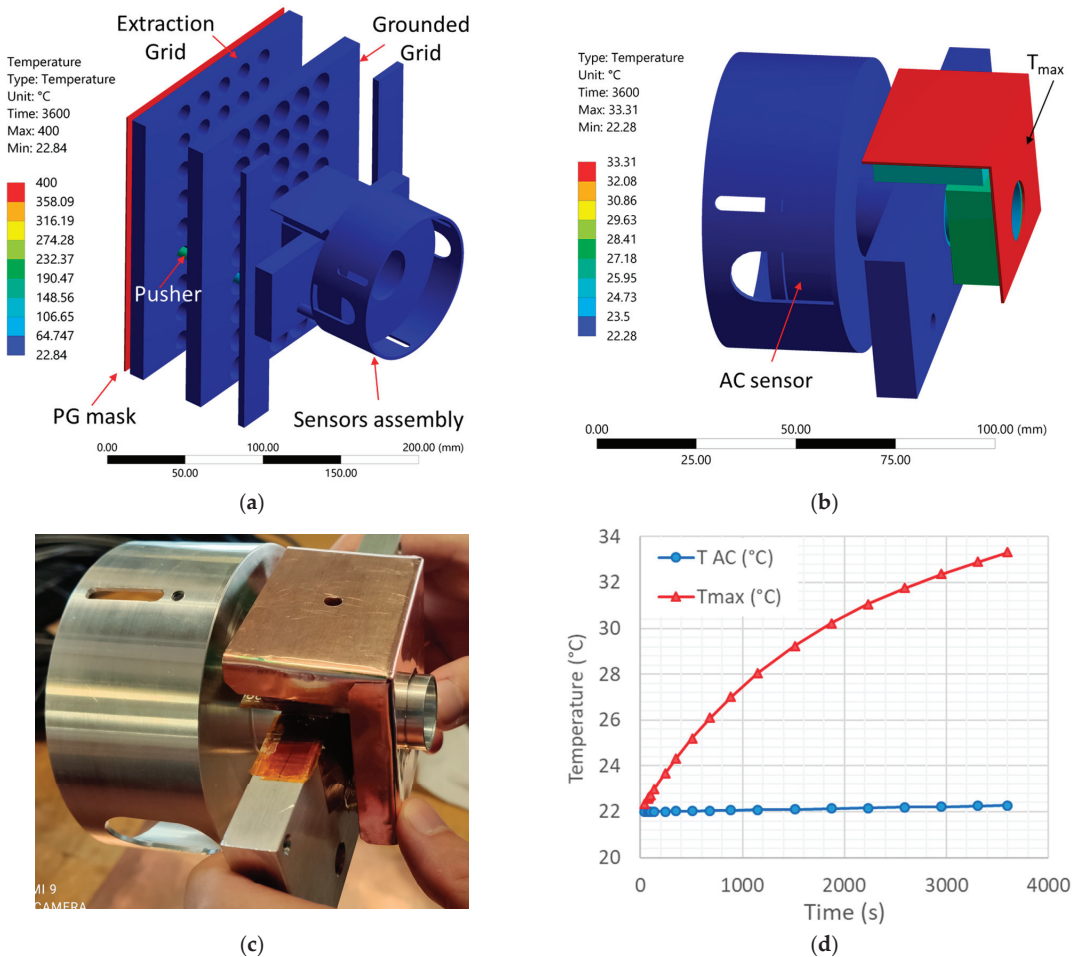 Extraction
Grid
Grounded
Grid
Temperature
Type: Temperature
Unit: °C
Time: 3600
Max: 400
Min: 22.84
400
358.09
316.19
274.28
232.37
190.47
148.56
106.65
64.747
22.84
Pusher
PG mask
Sensors assembly
0.00
100.00
200.00 (mm)
50.00
150.00
(a)
Type: Temperature
Unit: °C
Time: 3600
Max: 33.31
Min: 22.28
33.31
32.08
30.86
29.63
28.41
27.18
25.95
24.73
23.5
22.28
Tmax
AC sensor
0.00
50.00
100.00 (mm)
25.00
75.00
(b)
MI 9
CAMERA
(c)
T AC (°C)
Tmax (°C)
Temperature (°C)
34
32
30
28
26
24
22
20
0
1000
2000
3000
4000
Time (s)
(d)